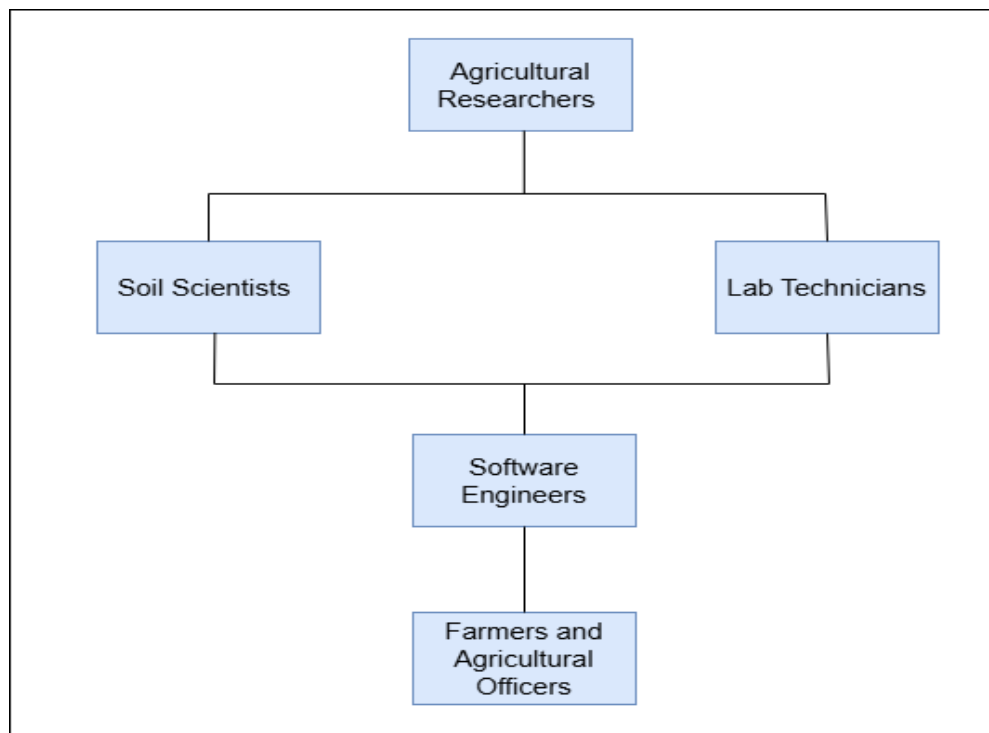 Agricultural
Researchers
Soil Scientists
Lab Technicians
Software
Engineers
Farmers and
Agricultural
Officers